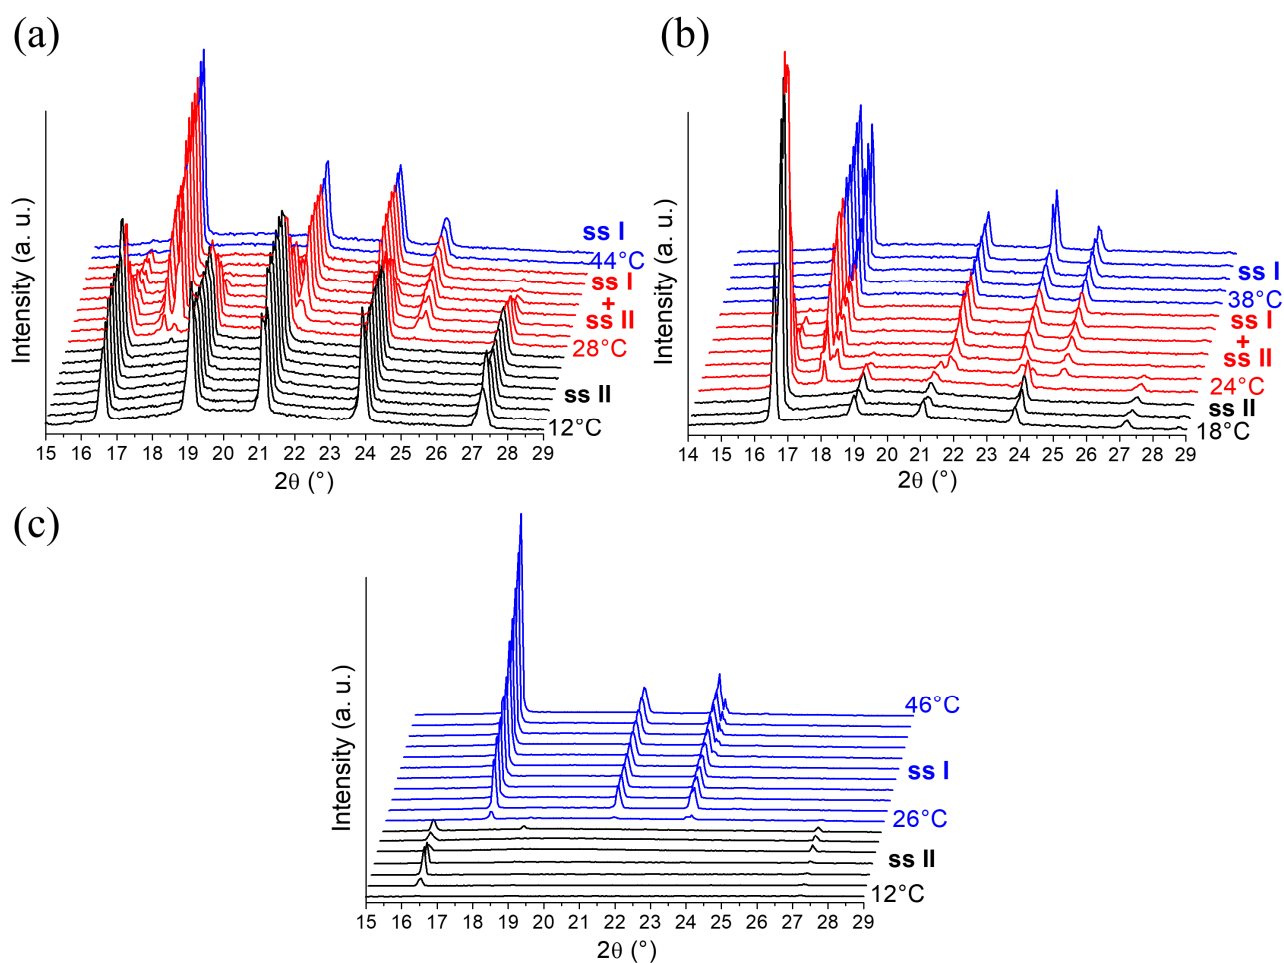 (a)
Intensity (a. u.)
ss I
44°C
ss I
+
ss II
28°C
ss II
12°C
15 16 17 18 19 20 21 22 23 24 25 26 27 28 29
2θ (°)
(b)
Intensity (a. u.)
ss I
38°C
ss I
+
ss II
24°C
ss II
18°C
14 15 16 17 18 19 20 21 22 23 24 25 26 27 28 29
2θ (°)
(c)
Intensity (a. u.)
46°C
ss I
26°C
ss II
12°C
15 16 17 18 19 20 21 22 23 24 25 26 27 28 29
2θ (°)